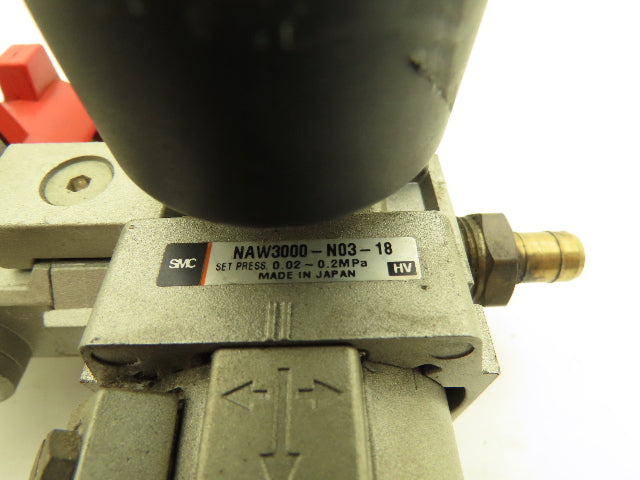 SMC
NAW3000-N03-18
SET PRESS. 0.02~0.2MPa
MADE IN JAPAN
HV